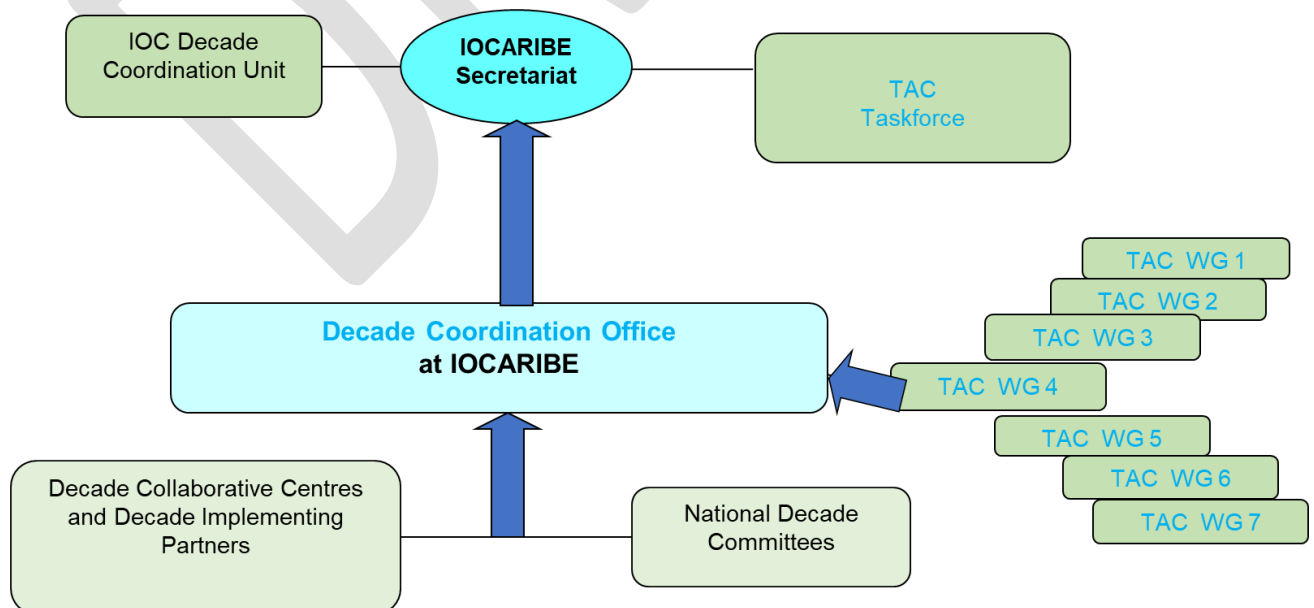 IOC Decade
Coordination Unit
IOCARIBE
Secretariat
TAC
Taskforce
TAC WG 1
TAC WG 2
TAC WG 3
TAC WG 4
TAC WG 5
TAC WG 6
TAC WG 7
Decade Coordination Office
at IOCARIBE
Decade Collaborative Centres
and Decade Implementing
Partners
National Decade
Committees